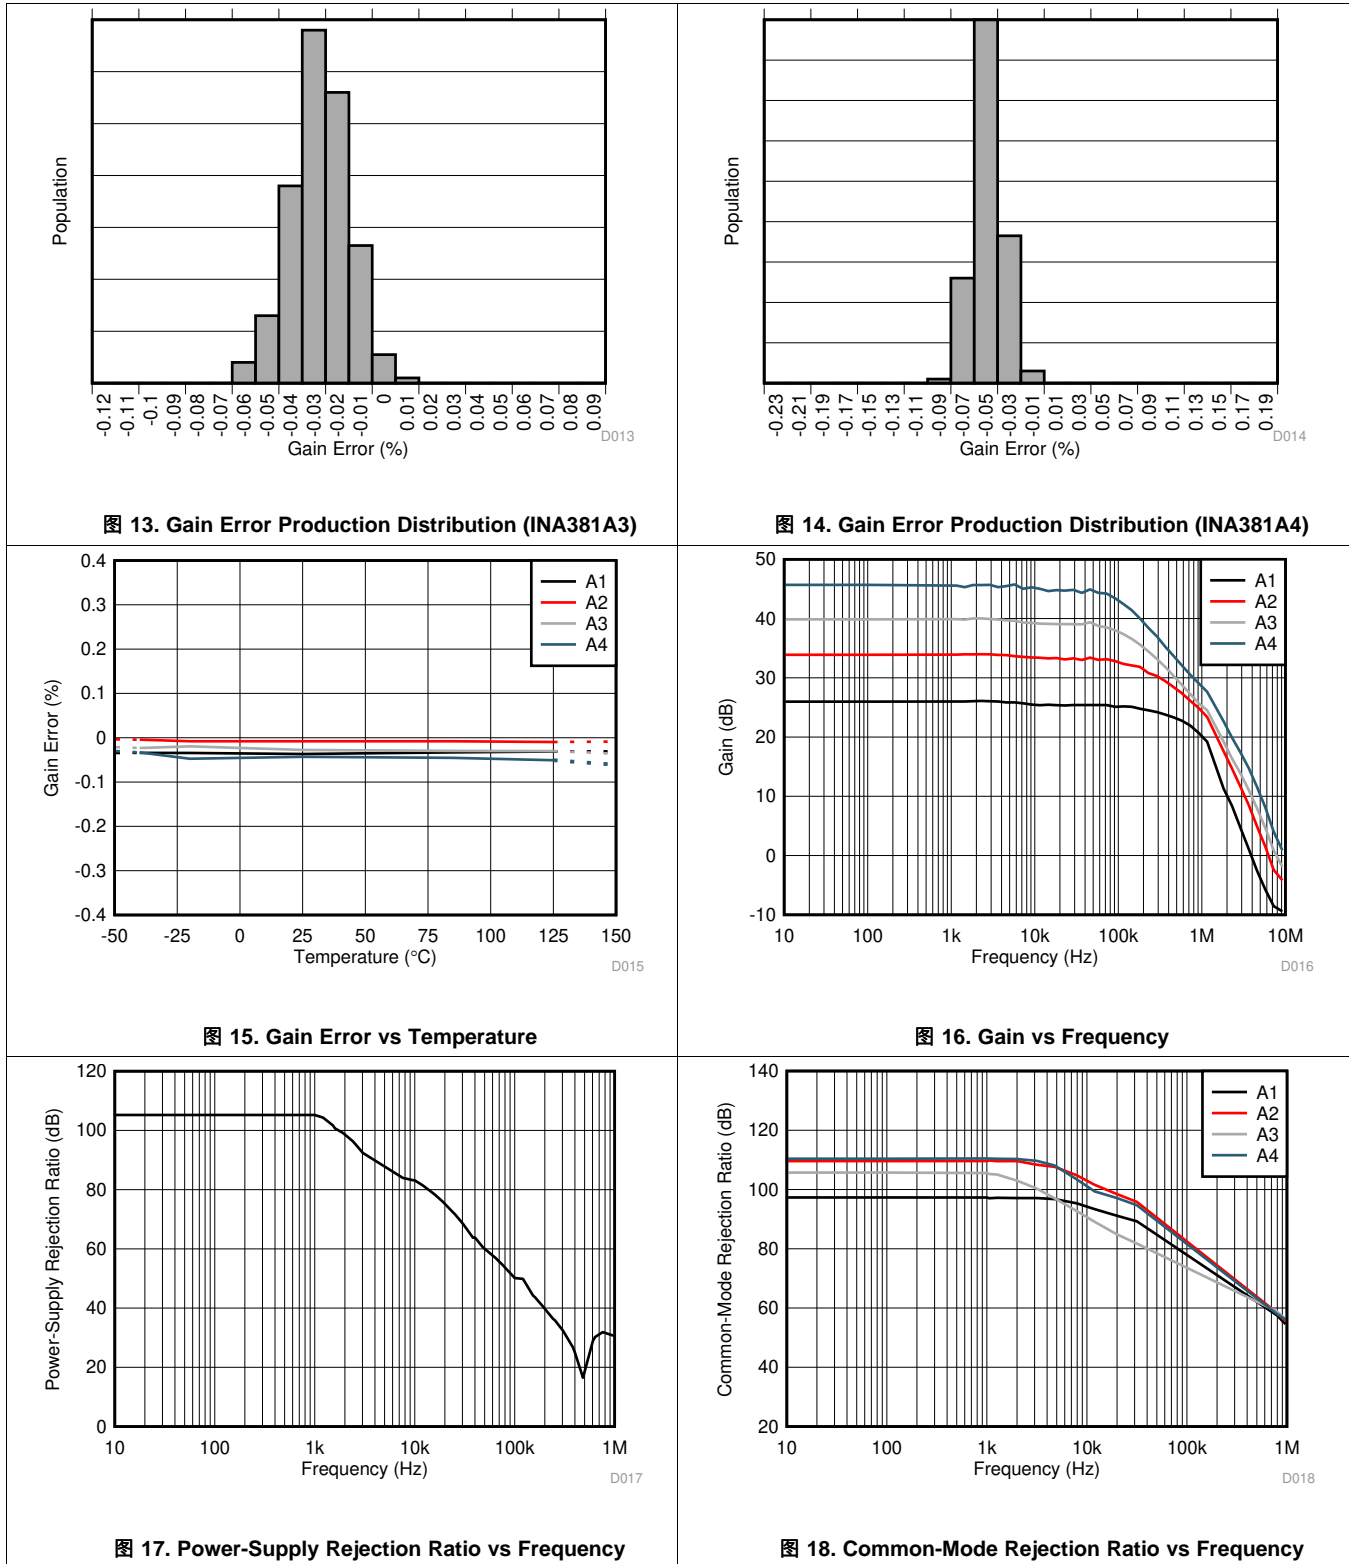 Population
-0.12
-0.11
-0.1
-0.09
-0.08
-0.07
-0.06
-0.05
-0.04
-0.03
-0.02
-0.01
0
0.01
0.02
0.03
0.04
0.05
0.06
0.07
0.08
0.09
Gain Error (%)
D013
图 13. Gain Error Production Distribution (INA381A3)
Population
-0.23
-0.21
-0.19
-0.17
-0.15
-0.13
-0.11
-0.09
-0.07
-0.05
-0.03
-0.01
0.01
0.03
0.05
0.07
0.09
0.11
0.13
0.15
0.17
0.19
Gain Error (%)
D014
图 14. Gain Error Production Distribution (INA381A4)
Gain Error (%)
0.4
0.3
0.2
0.1
0
-0.1
-0.2
-0.3
-0.4
A1
A2
A3
A4
-50 -25 0 25 50 75 100 125 150
Temperature (°C)
D015
图 15. Gain Error vs Temperature
Gain (dB)
50
40
30
20
10
0
-10
A1
A2
A3
A4
10 100 1k 10k 100k 1M 10M
Frequency (Hz)
D016
图 16. Gain vs Frequency
Power-Supply Rejection Ratio (dB)
120
100
80
60
40
20
0
10 100 1k 10k 100k 1M
Frequency (Hz)
D017
图 17. Power-Supply Rejection Ratio vs Frequency
Common-Mode Rejection Ratio (dB)
140
120
100
80
60
40
20
A1
A2
A3
A4
10 100 1k 10k 100k 1M
Frequency (Hz)
D018
图 18. Common-Mode Rejection Ratio vs Frequency